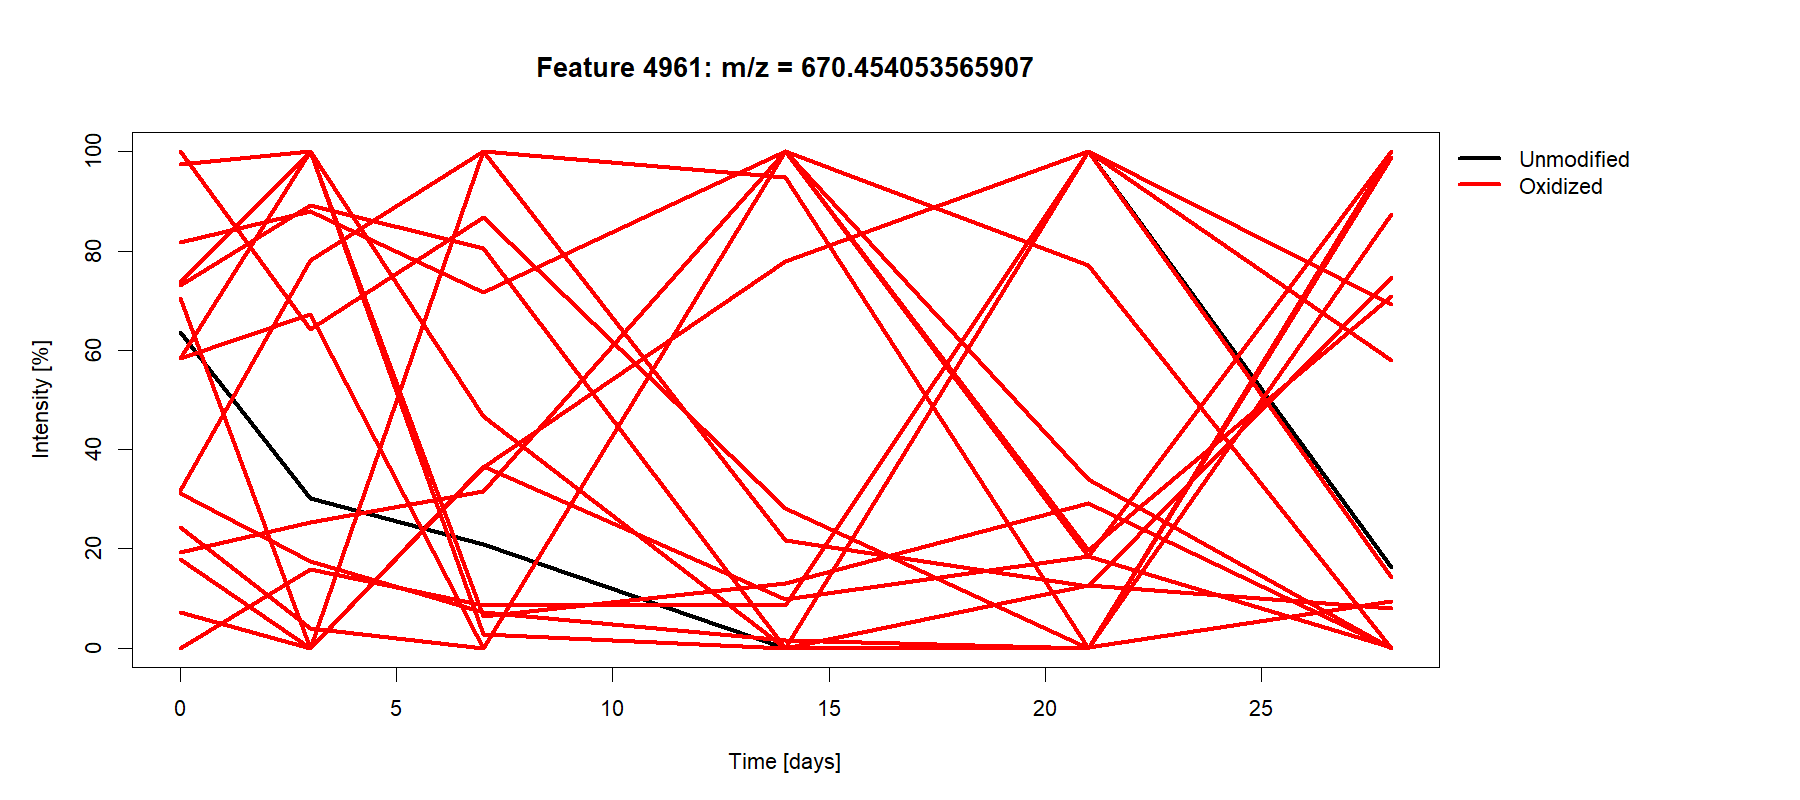 Feature 4961: m/z = 670.454053565907
Unmodified
Oxidized
Intensity [%]
100
80
60
40
20
0
0 5 10 15 20 25
Time [days]